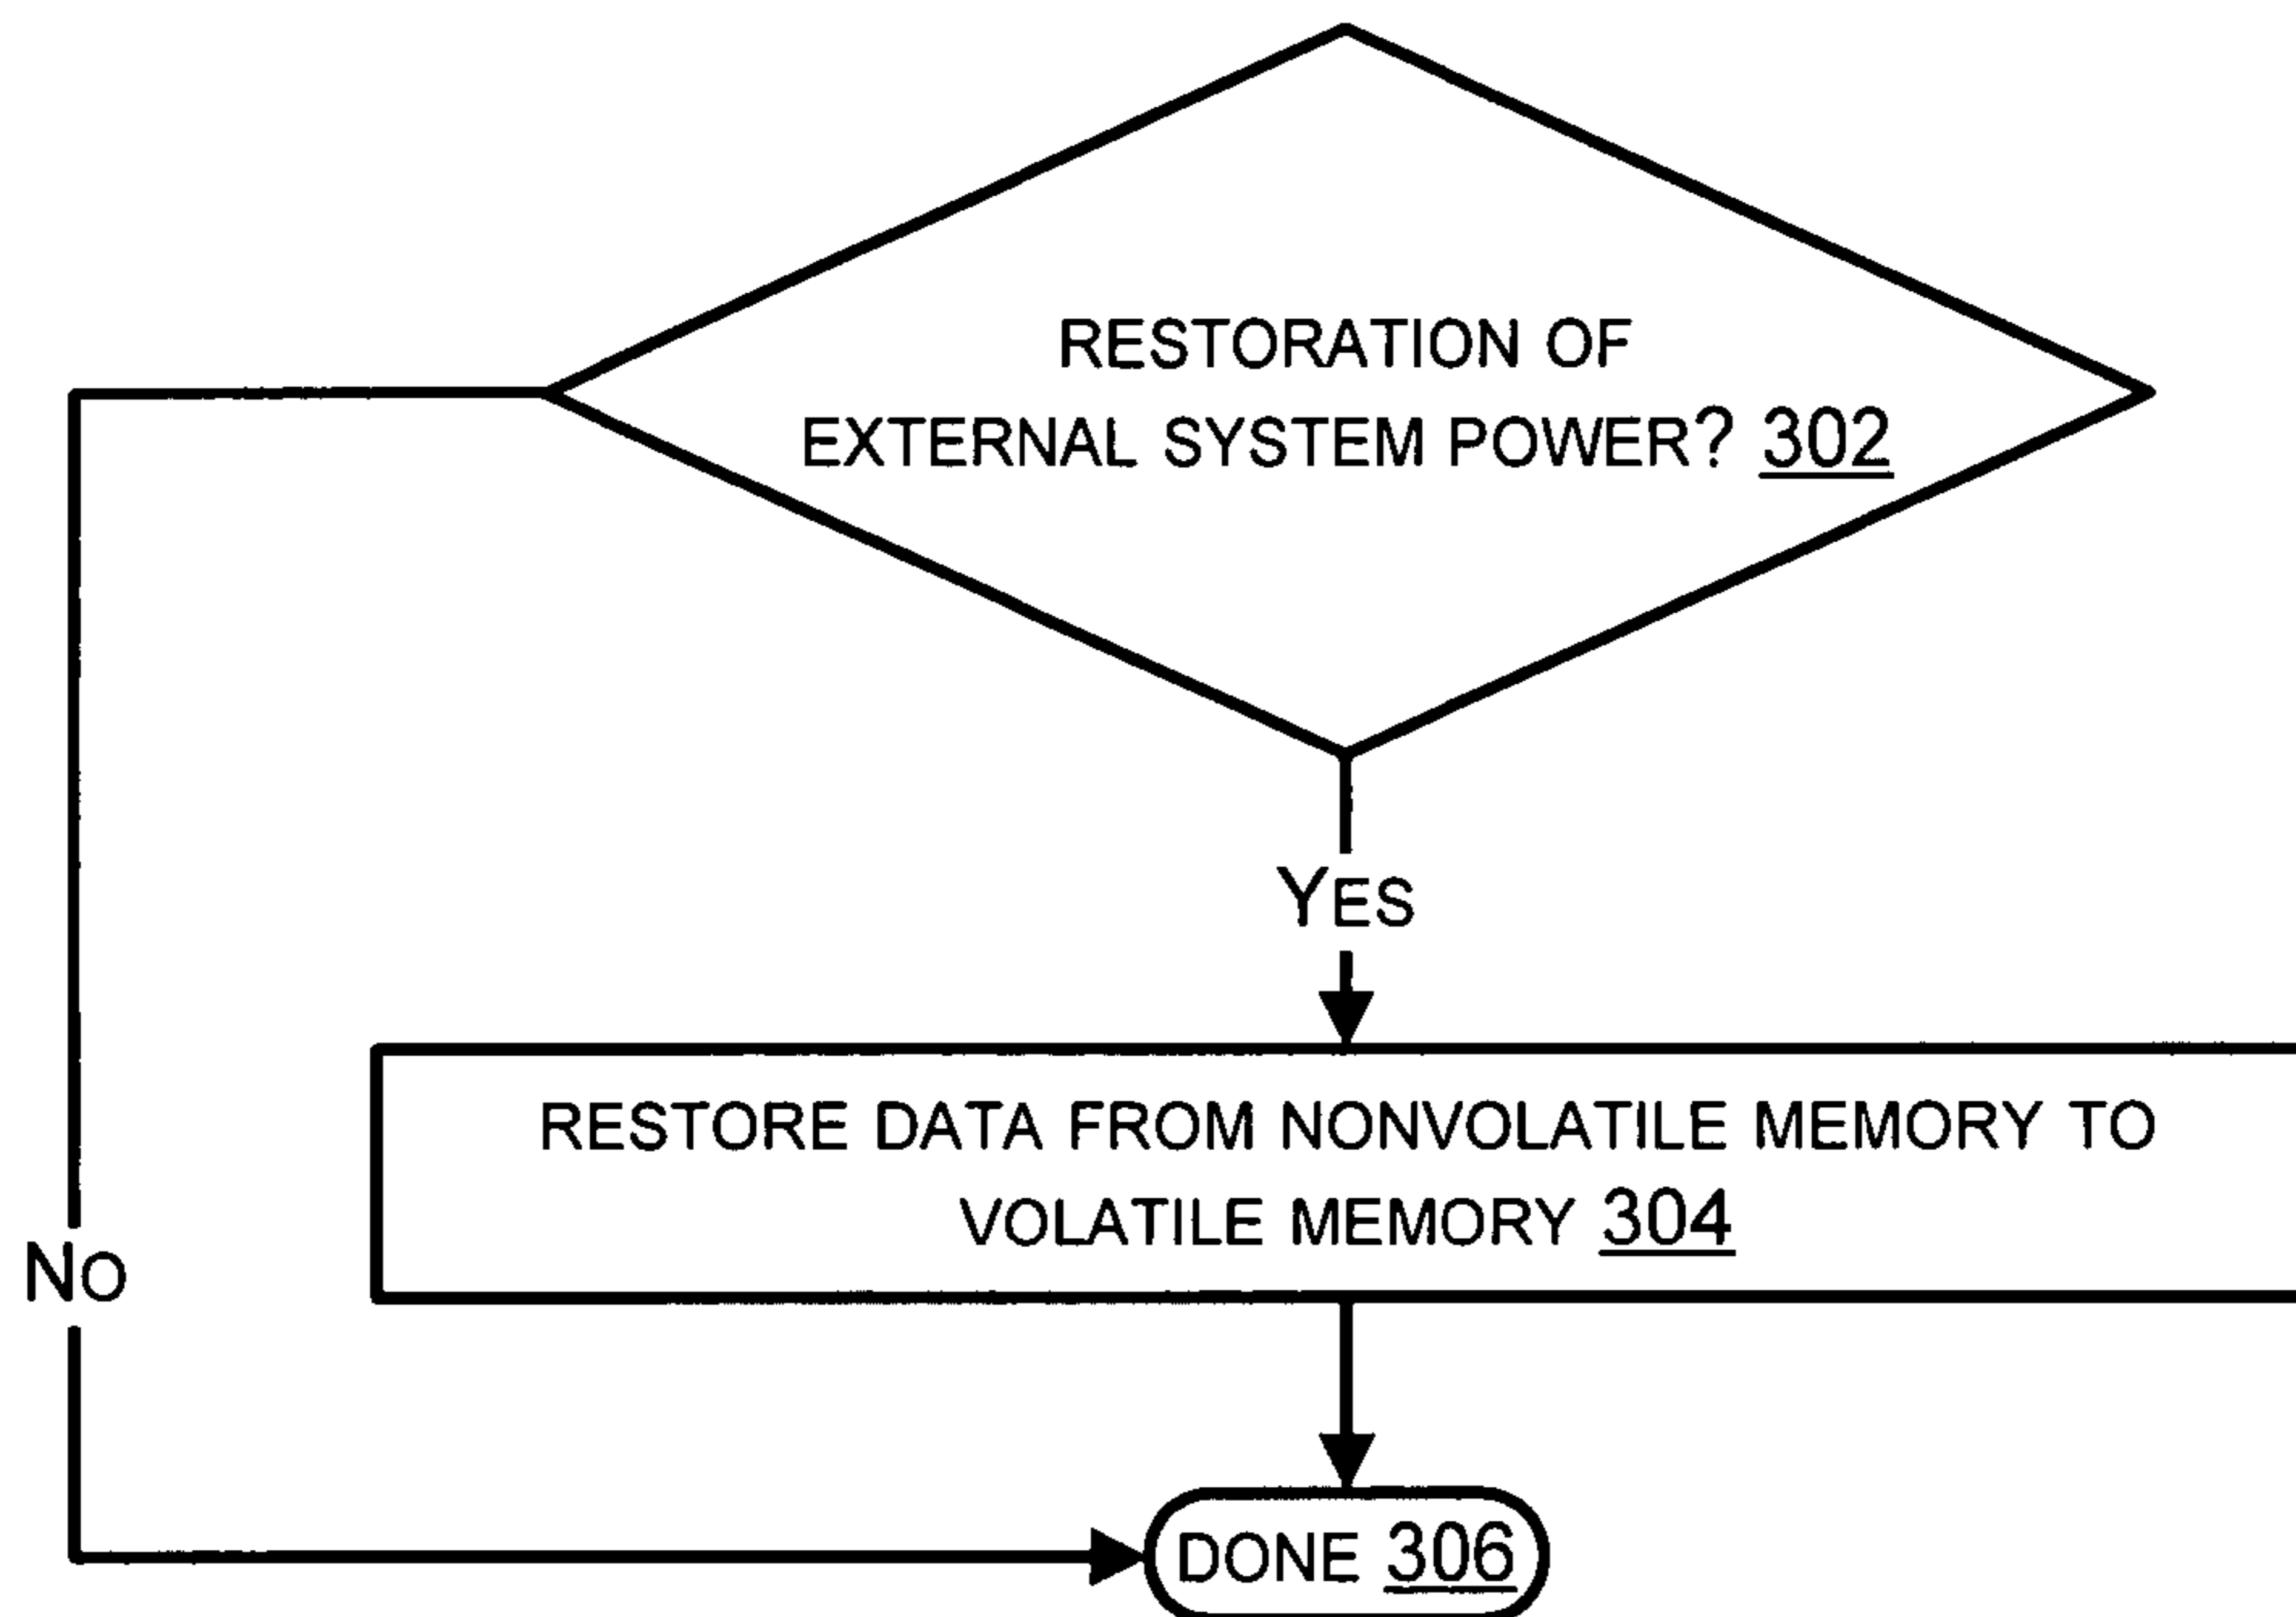 RESTORATION OF
EXTERNAL SYSTEM POWER? 302
YES
RESTORE DATA FROM NONVOLATILE MEMORY TO
VOLATILE MEMORY 304
NO
DONE 306